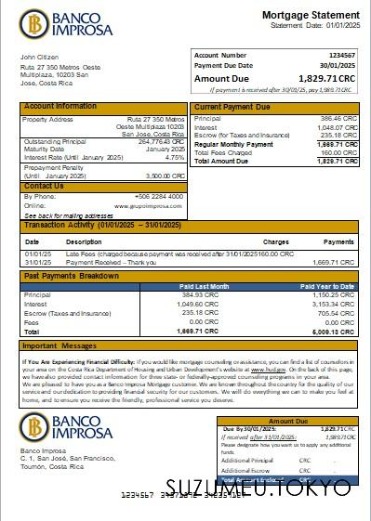 BANCO
IMPROSA
Mortgage Statement
Statement Date: 01/01/2025
John Citizen
Ruta 27 350 Metros Oeste
Multiplaza, 10203 San
Jose, Costa Rica
Account Number 1234567
Payment Due Date 30/01/2025
Amount Due 1,829.71CRC
If payment is received after 30/01/25, pay 1,989.71CRC
Account Information
Property Address Ruta 27 350 Metros
Oeste Multiplaza 10203
San Jose, Costa Rica
Outstanding Principal 264,776.43 CRC
Maturity Date January 2025
Interest Rate (Until January 2025) 4.75%
Prepayment Penalty
(Until January 2025) 3,500.00 CRC
Contact Us
By Phone: +506 2284 4000
Online: www.grupoimprosa.com
See back for mailing addresses
Current Payment Due
Principal 386.46 CRC
Interest 1,048.07 CRC
Escrow (for Taxes and Insurance) 235.18 CRC
Regular Monthly Payment 1,669.71 CRC
Total Fees Charged 160.00 CRC
Total Amount Due 1,829.71 CRC
Transaction Activity (01/01/2025 – 31/01/2025)
Date Description Charges Payments
01/01/25 Late Fees (charged because payment was received after 31/01/2025)160.00 CRC
31/01/25 Payment Received – Thank you 1,669.71 CRC
Past Payments Breakdown
Paid Last Month Paid Year to Date
Principal 384.93 CRC 1,150.25 CRC
Interest 1,049.60 CRC 3,153.34 CRC
Escrow (Taxes and Insurance) 235.18 CRC 705.54 CRC
Fees 0.00 CRC 0.00 CRC
Total 1,669.71 CRC 5,009.13 CRC
Important Messages
If You Are Experiencing Financial Difficulty: If you would like mortgage counseling or assistance, you can find a list of counselors in
your area on the Costa Rica Department of Housing and Urban Development's website at www.hud.gov. On the back of this page,
we have also provided contact information for three state- or federally-approved counseling programs in your area.
We are pleased to have you as a Banco Improsa Mortgage customer. We are known throughout the country for the quality of our
service and our dedication to providing financial security for our customers. We will do everything we can to make you feel at
home, and to ensure you receive the friendly, professional service you deserve.
BANCO
IMPROSA
Banco Improsa
C. 1, San José, San Francisco,
Tournón, Costa Rica
Amount Due
Due By 30/01/2025:
If received after 31/01/2025:
Please designate how you want us to apply any additional
funds.
Additional Principal CRC
Additional Escrow CRC
Total Amount Enclosed CRC
SUZUMEU.TOKYO
1234567